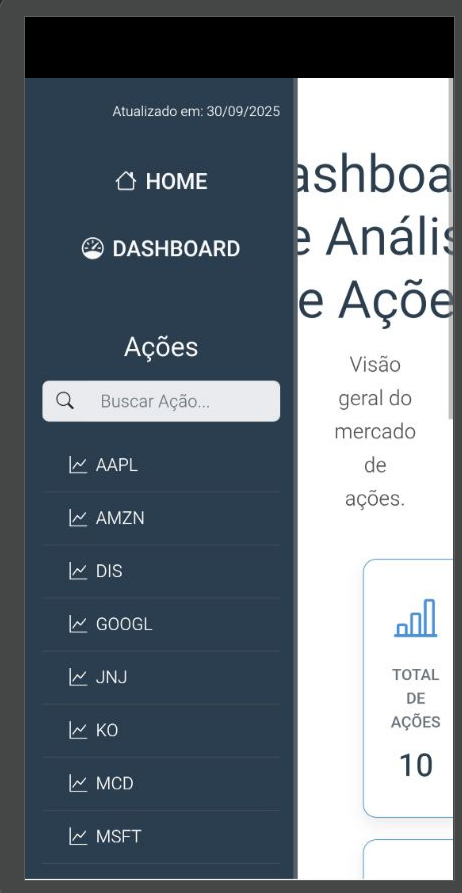 Atualizado em: 30/09/2025
HOME
DASHBOARD
Ações
Buscar Ação...
AAPL
AMZN
DIS
GOOGL
JNJ
KO
MCD
MSFT
ashboa
e Anális
e Açõe
Visão
geral do
mercado
de
ações.
TOTAL
DE
AÇÕES
10